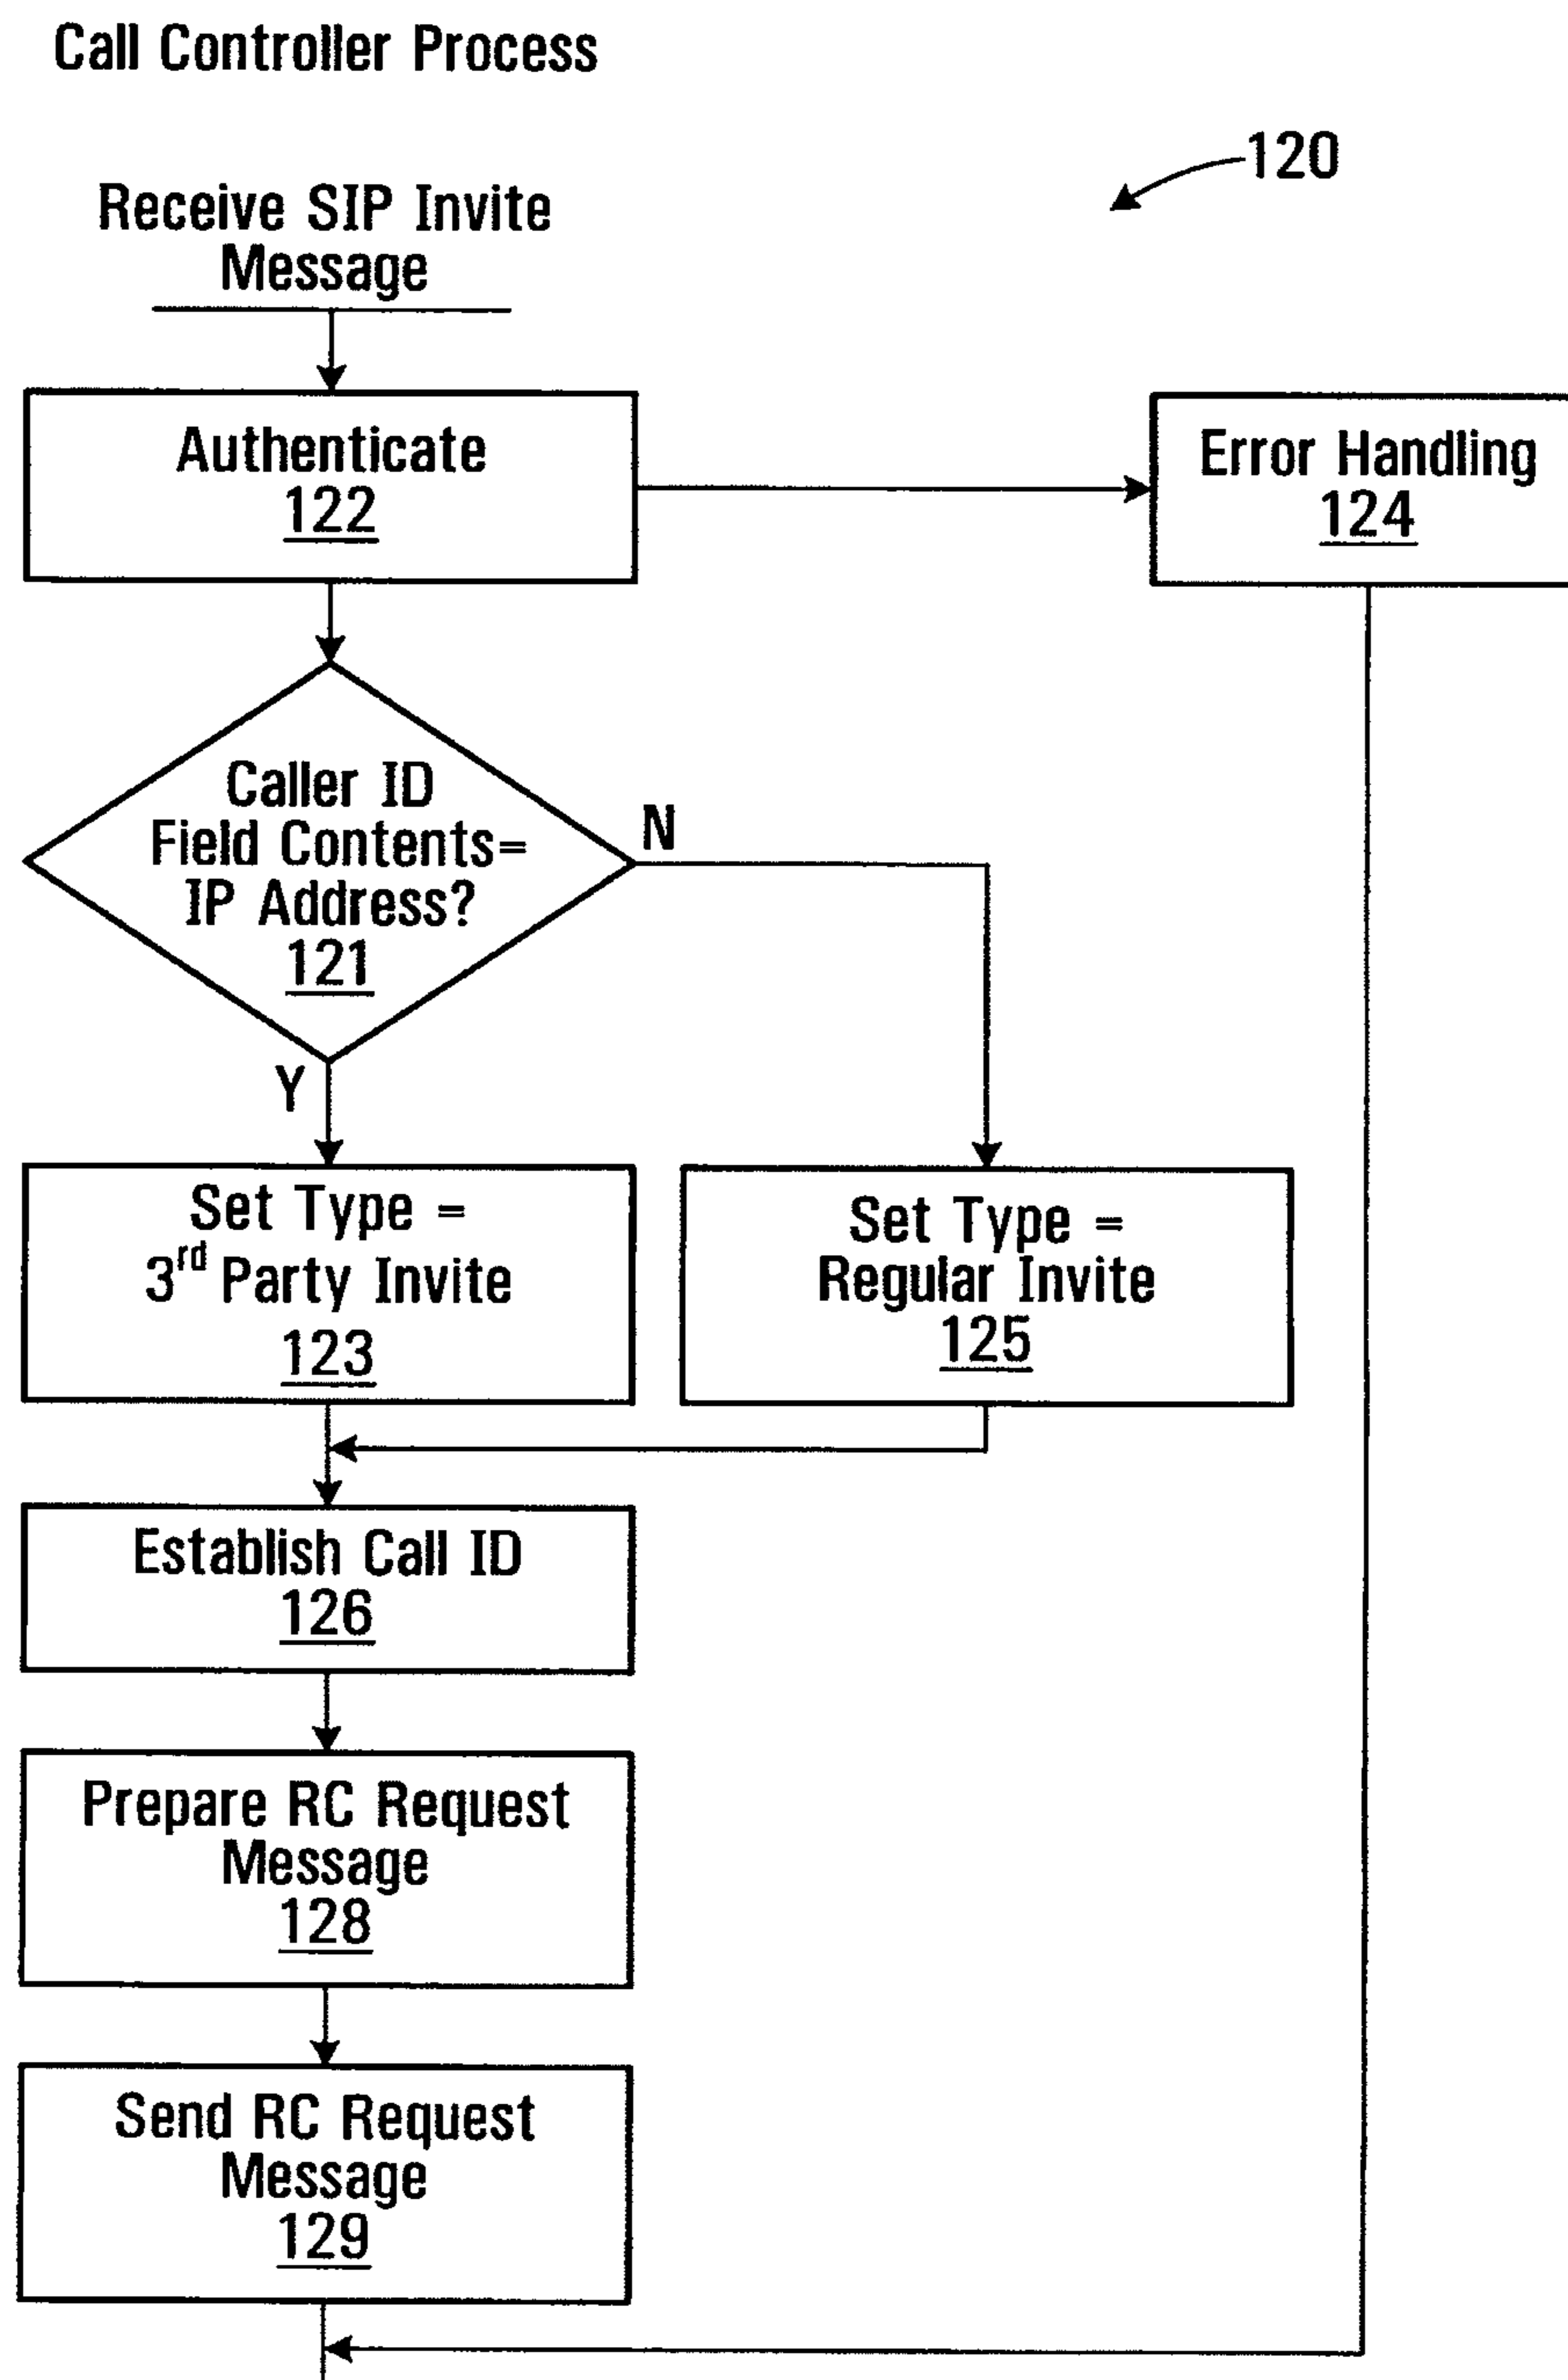 Call Controller Process
120
Receive SIP Invite
Message
Authenticate
122
Error Handling
124
Caller ID
Field Contents=
IP Address?
121
N
Y
Set Type =
3rd Party Invite
123
Set Type =
Regular Invite
125
Establish Call ID
126
Prepare RC Request
Message
128
Send RC Request
Message
129